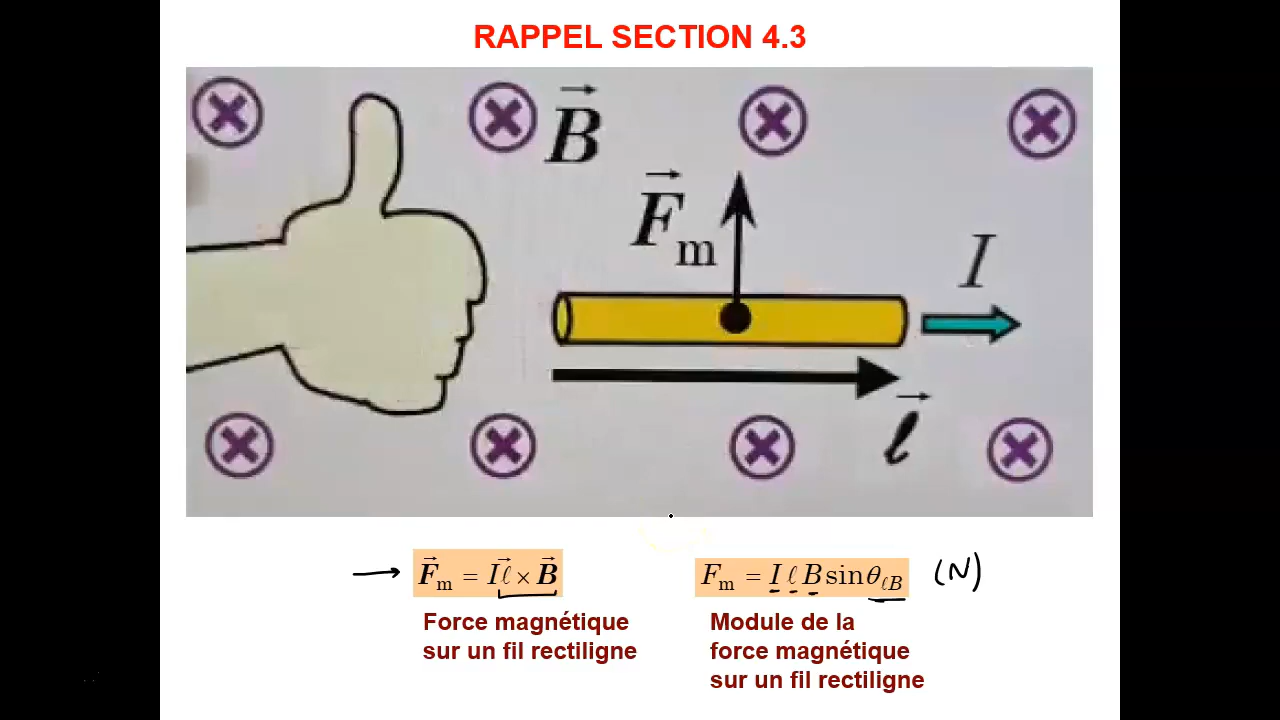 RAPPEL SECTION 4.3
B⃗
F⃗m
I
ℓ⃗
F⃗m = Iℓ⃗ × B⃗
Fm = I ℓ B sin θℓB (N)
Force magnétique
sur un fil rectiligne
Module de la
force magnétique
sur un fil rectiligne